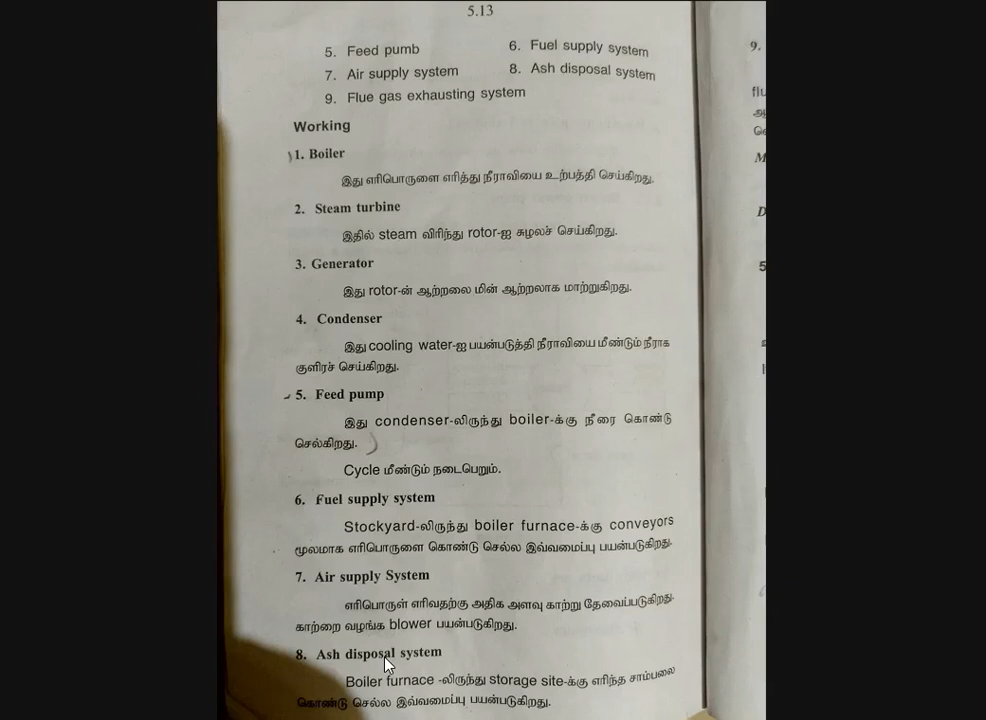 5.13
5. Feed pumb 6. Fuel supply system
7. Air supply system 8. Ash disposal system
9. Flue gas exhausting system
Working
1. Boiler
இது எரிபொருளை எரித்து நீராவியை உற்பத்தி செய்கிறது.
2. Steam turbine
இதில் steam விரிந்து rotor-ஐ சுழலச் செய்கிறது.
3. Generator
இது rotor-ன் ஆற்றலை மின் ஆற்றலாக மாற்றுகிறது.
4. Condenser
இது cooling water-ஐ பயன்படுத்தி நீராவியை மீண்டும் நீராக
குளிரச் செய்கிறது.
5. Feed pump
இது condenser-லிருந்து boiler-க்கு நீரை கொண்டு
செல்கிறது.
Cycle மீண்டும் நடைபெறும்.
6. Fuel supply system
Stockyard-லிருந்து boiler furnace-க்கு conveyors
மூலமாக எரிபொருளை கொண்டு செல்ல இவ்வமைப்பு பயன்படுகிறது.
7. Air supply System
எரிபொருள் எரிவதற்கு அதிக அளவு காற்று தேவைப்படுகிறது.
காற்றை வழங்க blower பயன்படுகிறது.
8. Ash disposal system
Boiler furnace -லிருந்து storage site-க்கு எரிந்த சாம்பலை
கொண்டு செல்ல இவ்வமைப்பு பயன்படுகிறது.
9.
flu
M
D
5